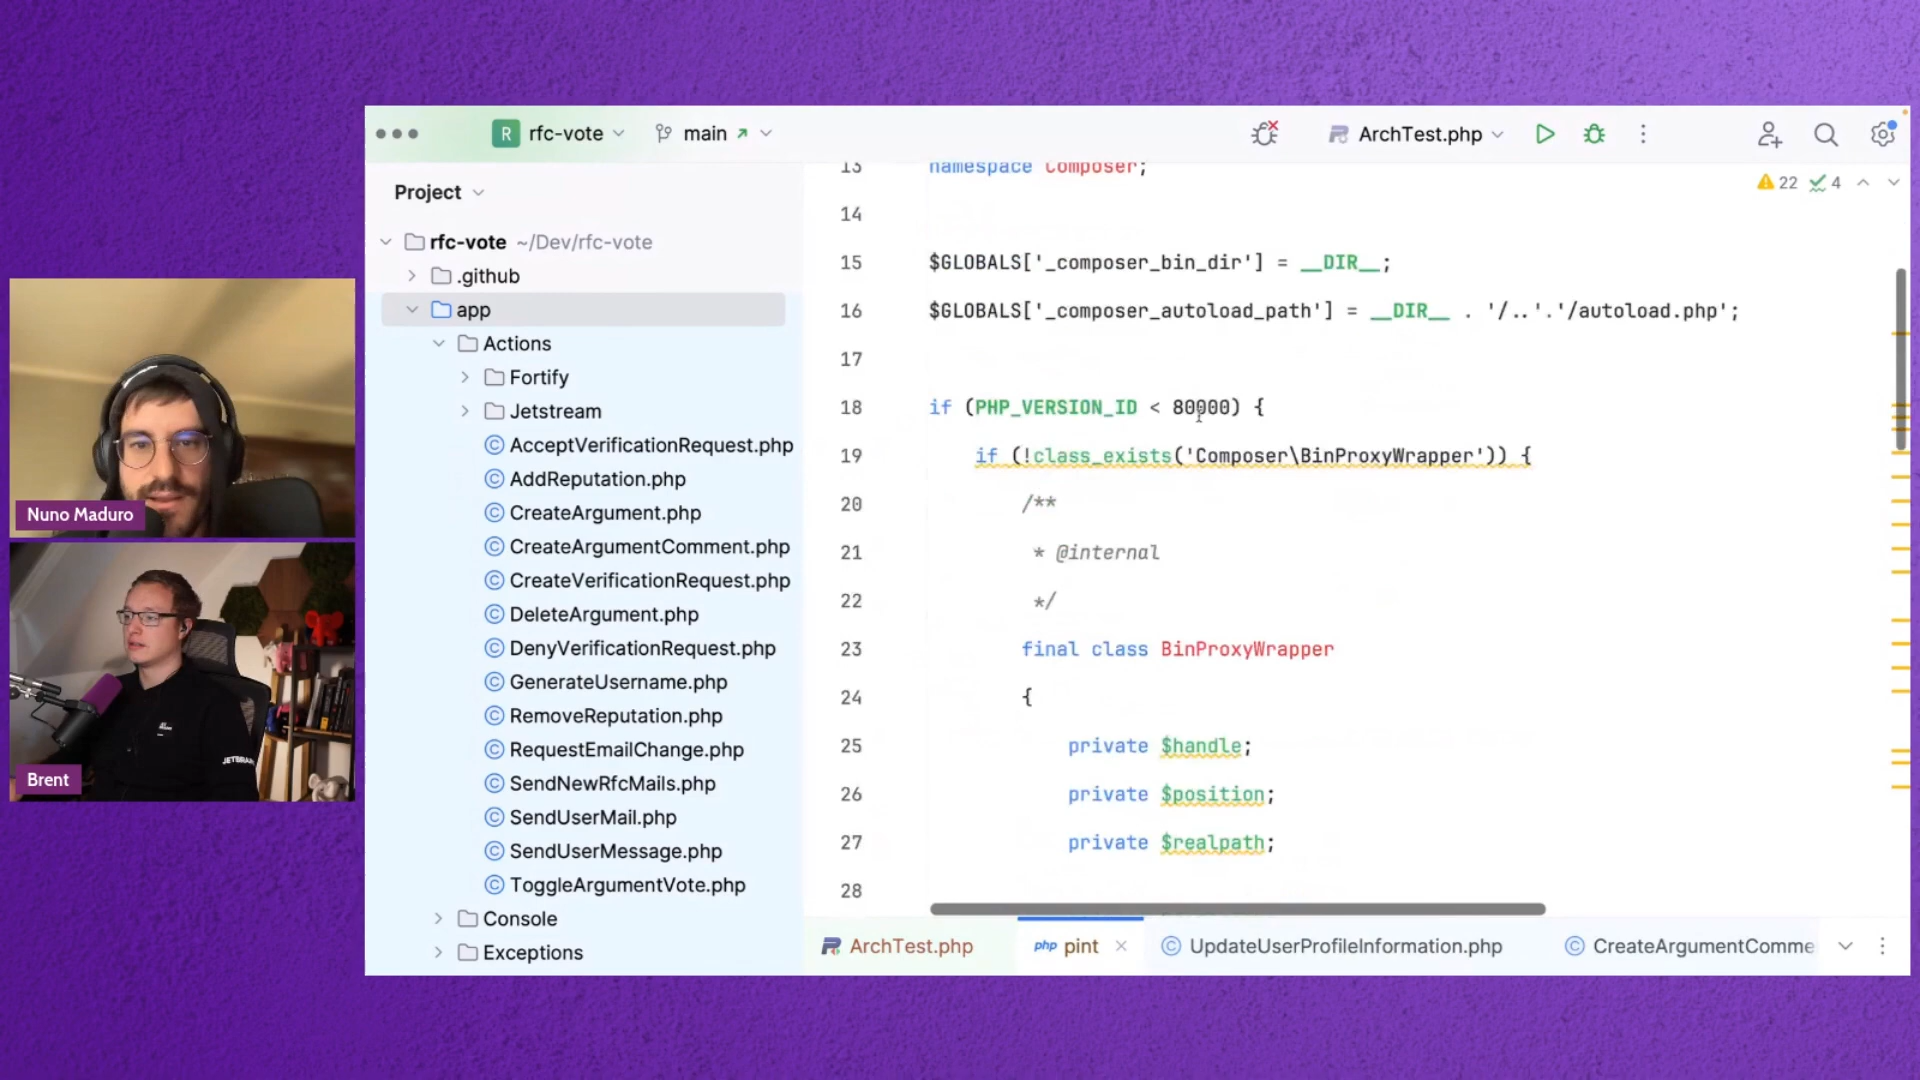 R rfc-vote main
ArchTest.php
Project
rfc-vote ~/Dev/rfc-vote
.github
app
Actions
Fortify
Jetstream
AcceptVerificationRequest.php
AddReputation.php
CreateArgument.php
CreateArgumentComment.php
CreateVerificationRequest.php
DeleteArgument.php
DenyVerificationRequest.php
GenerateUsername.php
RemoveReputation.php
RequestEmailChange.php
SendNewRfcMails.php
SendUserMail.php
SendUserMessage.php
ToggleArgumentVote.php
Console
Exceptions
22 4
13 namespace Composer;
14
15 $GLOBALS['_composer_bin_dir'] = __DIR__;
16 $GLOBALS['_composer_autoload_path'] = __DIR__ . '/..'.'/autoload.php';
17
18 if (PHP_VERSION_ID < 80000) {
19 if (!class_exists('Composer\BinProxyWrapper')) {
20 /**
21 * @internal
22 */
23 final class BinProxyWrapper
24 {
25 private $handle;
26 private $position;
27 private $realpath;
28
ArchTest.php php pint UpdateUserProfileInformation.php CreateArgumentComme
Nuno Maduro
Brent